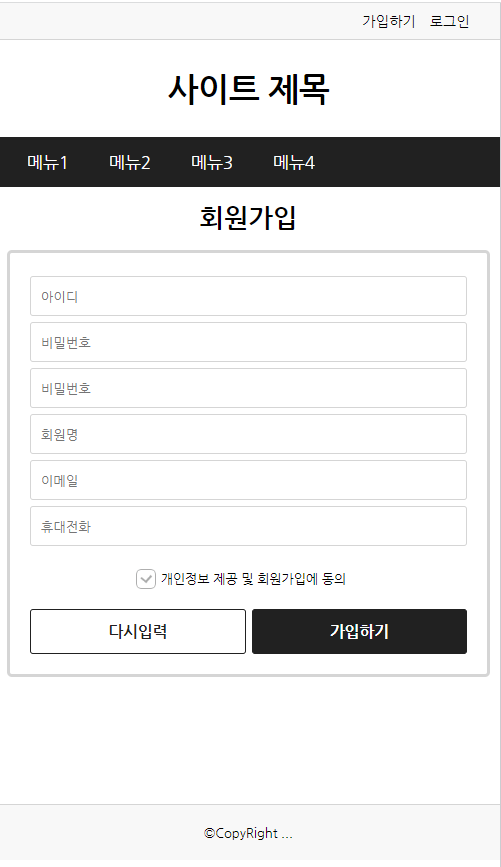 가입하기 로그인
사이트 제목
메뉴1 메뉴2 메뉴3 메뉴4
회원가입
아이디
비밀번호
비밀번호
회원명
이메일
휴대전화
개인정보 제공 및 회원가입에 동의
다시입력 가입하기
©CopyRight ...